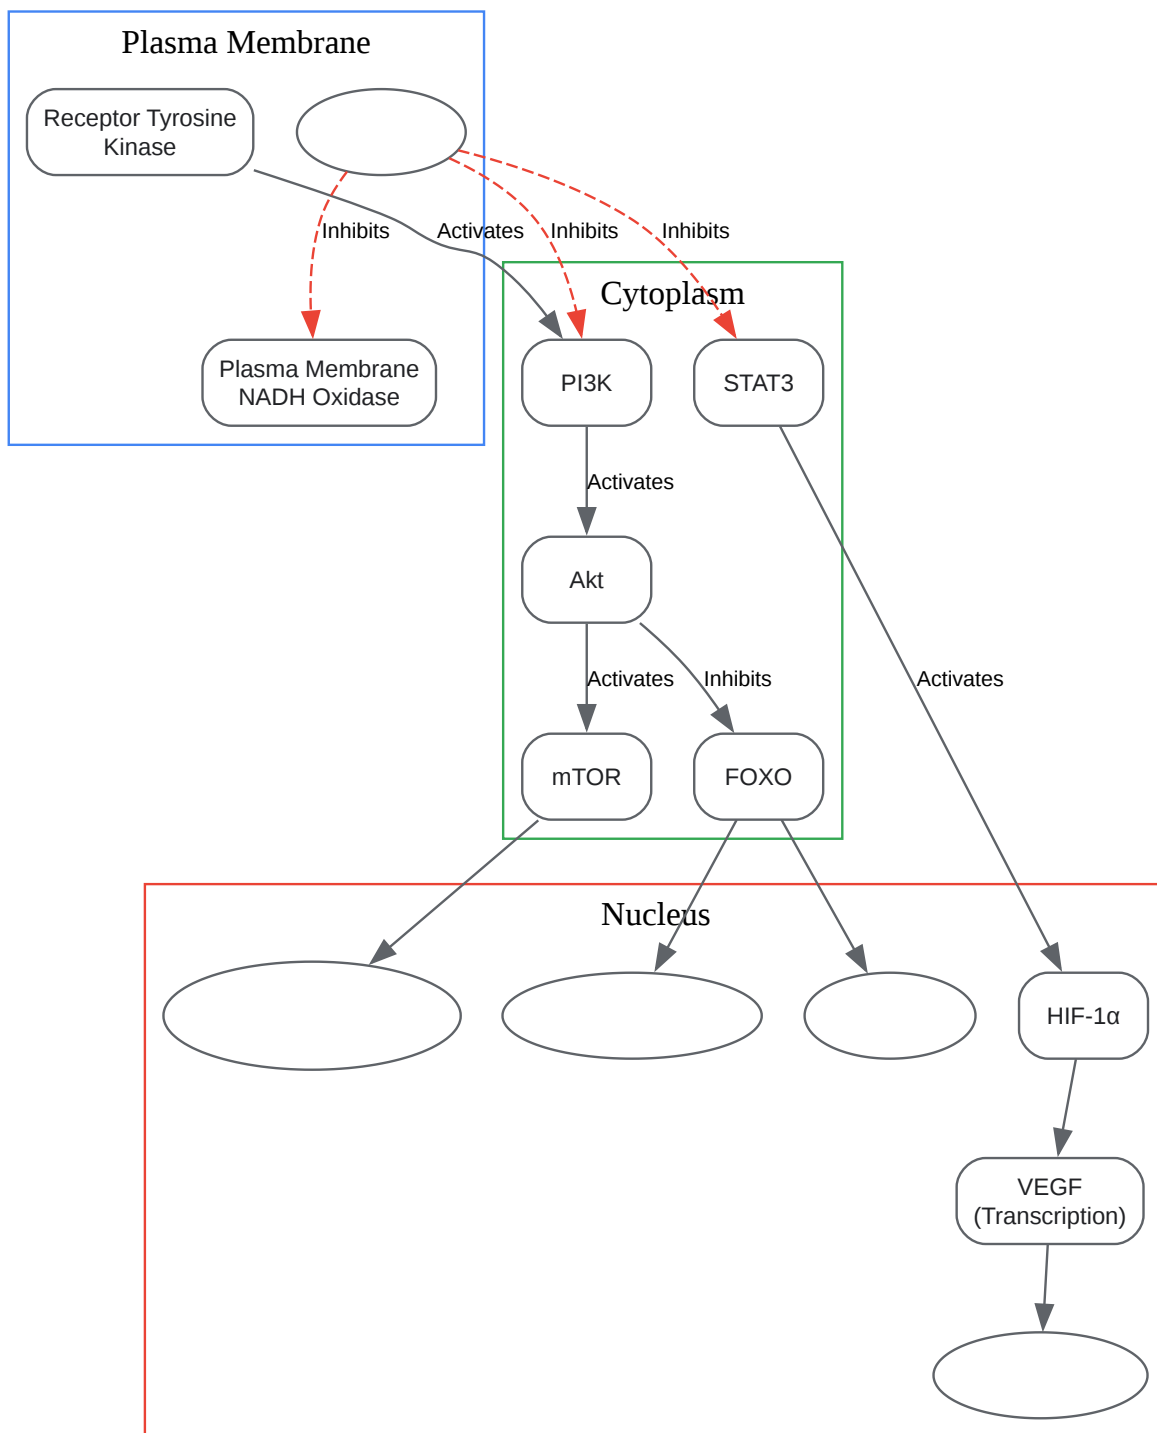 Plasma Membrane
Receptor Tyrosine
Kinase
Inhibits
Activates
Inhibits
Inhibits
Cytoplasm
Plasma Membrane
NADH Oxidase
PI3K
STAT3
Activates
Akt
Activates
Inhibits
Activates
mTOR
FOXO
Nucleus
HIF-1α
VEGF
(Transcription)